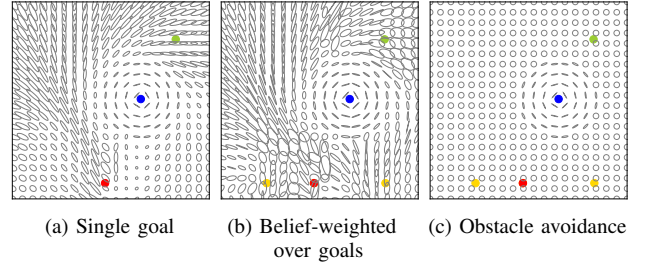 (a) Single goal
(b) Belief-weighted
over goals
(c) Obstacle avoidance